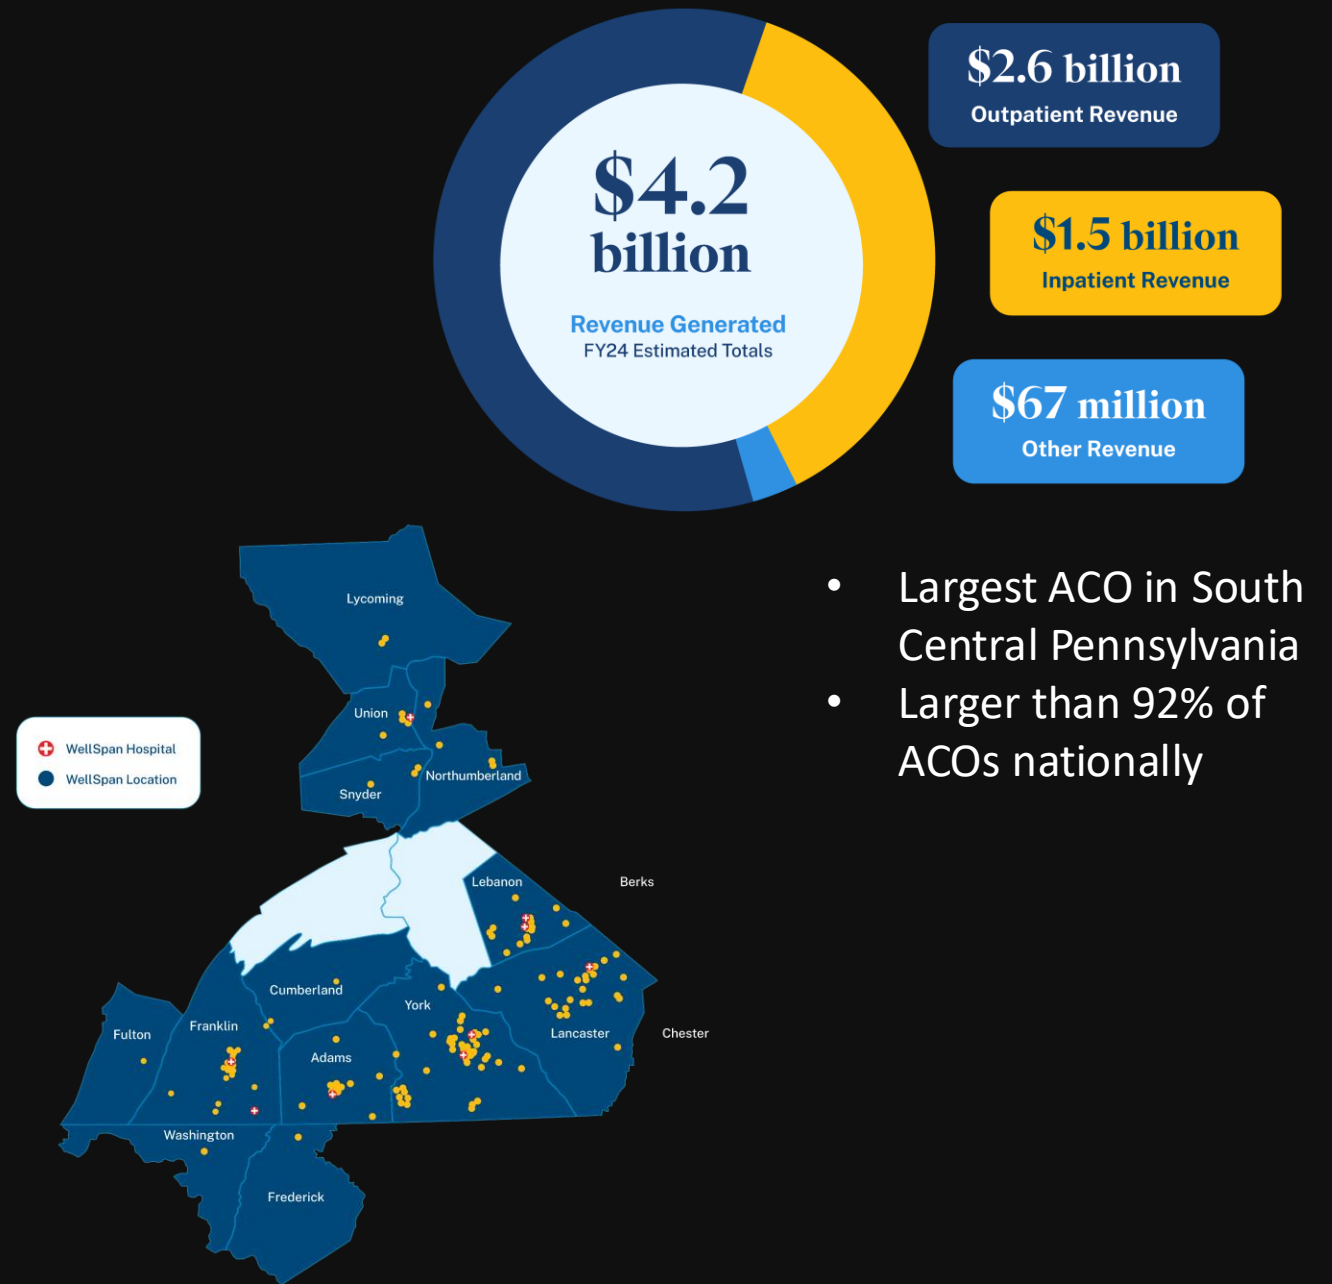 $4.2
billion
Revenue Generated
FY24 Estimated Totals
$2.6 billion
Outpatient Revenue
$1.5 billion
Inpatient Revenue
$67 million
Other Revenue
• Largest ACO in South
Central Pennsylvania
• Larger than 92% of
ACOs nationally
WellSpan Hospital
WellSpan Location
Lycoming
Union
Northumberland
Snyder
Lebanon
Berks
Cumberland
York
Franklin
Fulton
Lancaster
Chester
Adams
Washington
Frederick